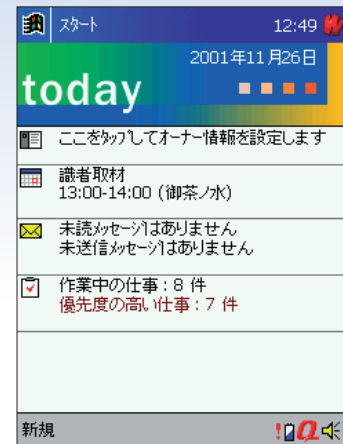 スタート 12:49
2001年11月26日
today
ここをタップしてオーナー情報を設定します
識者取材
13:00-14:00 (御茶ノ水)
未読メッセージはありません
未送信メッセージはありません
作業中の仕事：8 件
優先度の高い仕事：7 件
新規